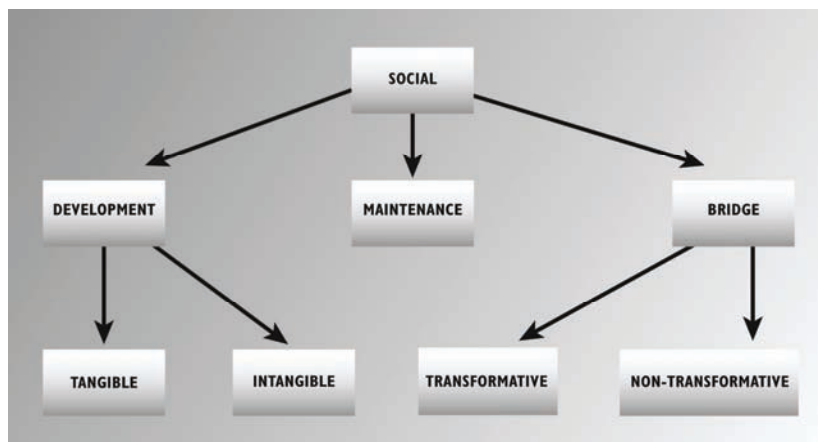 SOCIAL
DEVELOPMENT
MAINTENANCE
BRIDGE
TANGIBLE
INTANGIBLE
TRANSFORMATIVE
NON-TRANSFORMATIVE